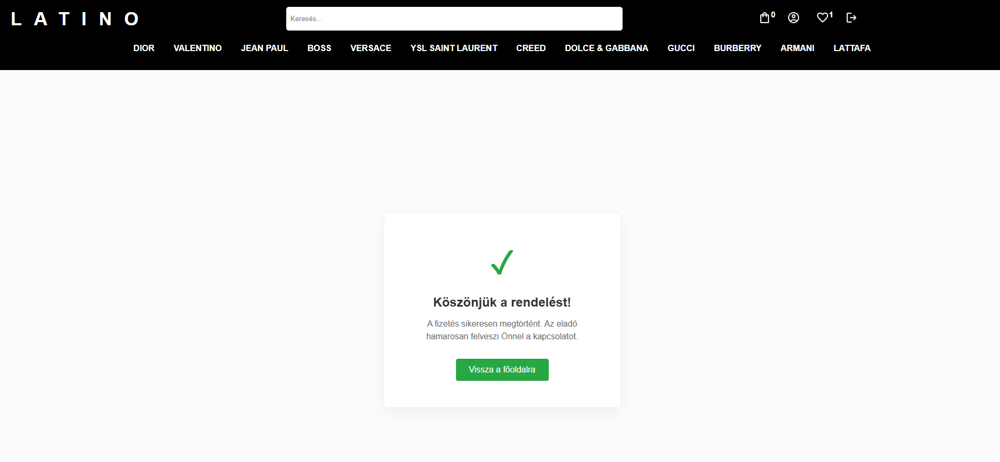 LATINO
Keresés...
0
1
DIOR VALENTINO JEAN PAUL BOSS VERSACE YSL SAINT LAURENT CREED DOLCE & GABBANA GUCCI BURBERRY ARMANI LATTAFA
Köszönjük a rendelést!
A fizetés sikeresen megtörtént. Az eladó
hamarosan felveszi Önnel a kapcsolatot.
Vissza a főoldalra